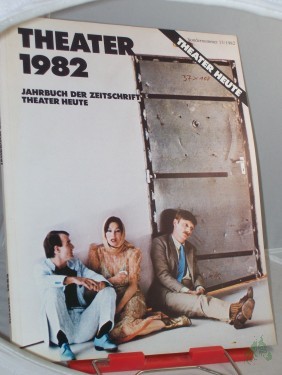 THEATER
1982
JAHRBUCH DER ZEITSCHRIFT
THEATER HEUTE
THEATER HEUTE